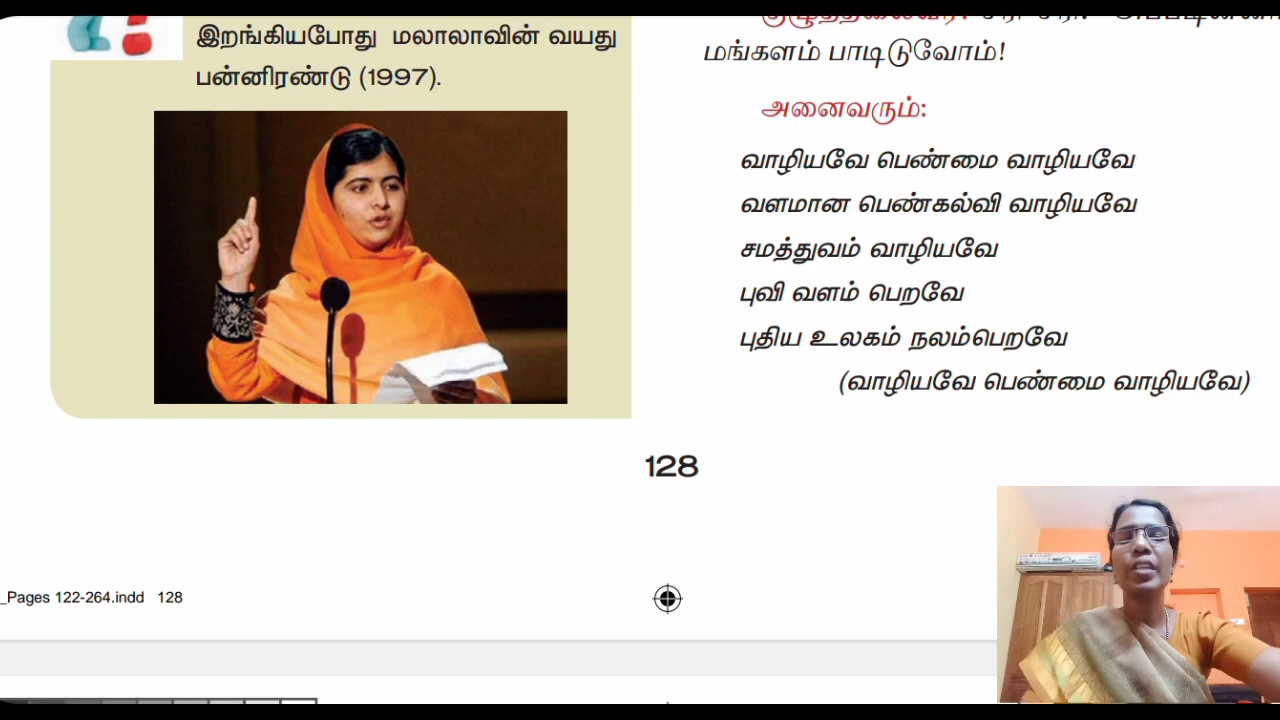 இறங்கியபோது மலாலாவின் வயது
பன்னிரண்டு (1997).
மங்களம் பாடிடுவோம்!
அனைவரும்:
வாழியவே பெண்மை வாழியவே
வளமான பெண்கல்வி வாழியவே
சமத்துவம் வாழியவே
புவி வளம் பெறவே
புதிய உலகம் நலம்பெறவே
(வாழியவே பெண்மை வாழியவே)
128
_Pages 122-264.indd 128